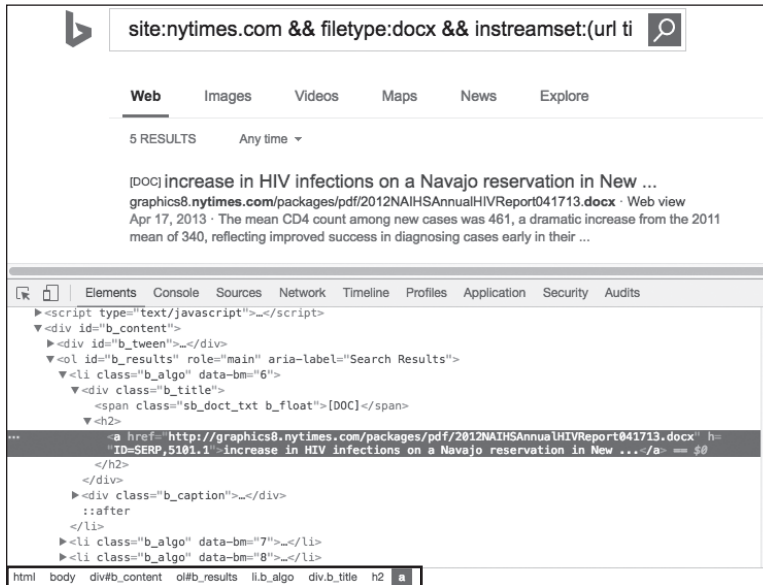 site:nytimes.com && filetype:docx && instreamset:(url ti
Web Images Videos Maps News Explore
5 RESULTS Any time
[DOC] increase in HIV infections on a Navajo reservation in New ...
graphics8.nytimes.com/packages/pdf/2012NAIHSAnnualHIVReport041713.docx · Web view
Apr 17, 2013 · The mean CD4 count among new cases was 461, a dramatic increase from the 2011
mean of 340, reflecting improved success in diagnosing cases early in their ...
Elements Console Sources Network Timeline Profiles Application Security Audits
▶<script type="text/javascript">…</script>
▼<div id="b_content">
▶<div id="b_tween">…</div>
▼<ol id="b_results" role="main" aria-label="Search Results">
▼<li class="b_algo" data-bm="6">
▼<div class="b_title">
<span class="sb_doct_txt b_float">[DOC]</span>
▼<h2>
<a href="http://graphics8.nytimes.com/packages/pdf/2012NAIHSAnnualHIVReport041713.docx" h=
"ID=SERP,5101.1">increase in HIV infections on a Navajo reservation in New ...</a> == $0
</h2>
</div>
▶<div class="b_caption">…</div>
::after
</li>
▶<li class="b_algo" data-bm="7">…</li>
▶<li class="b_algo" data-bm="8">…</li>
html body div#b_content ol#b_results li.b_algo div.b_title h2 a